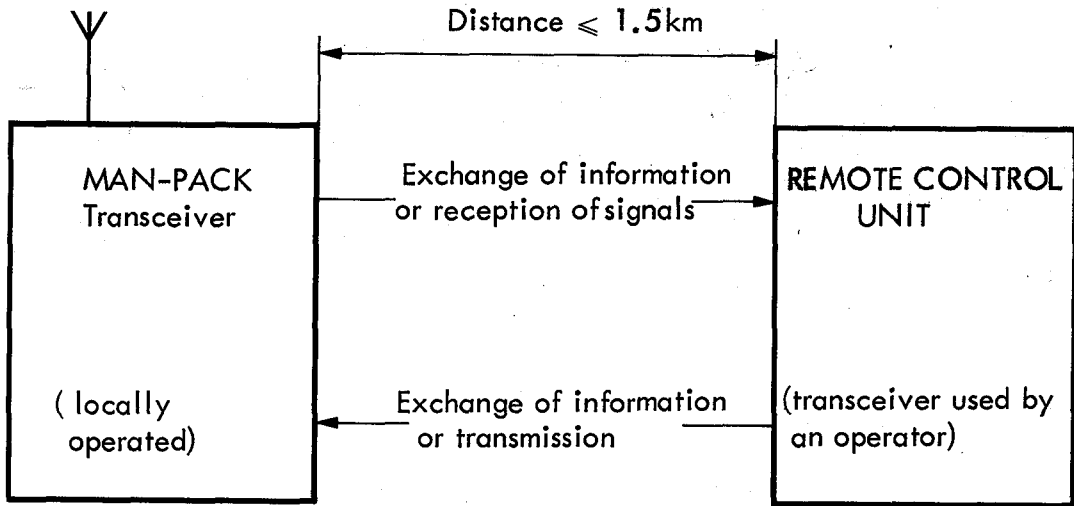 Distance ⩽ 1.5km
MAN-PACK
Transceiver
Exchange of information
or reception of signals
REMOTE CONTROL
UNIT
( locally
operated)
Exchange of information
or transmission
(transceiver used by
an operator)